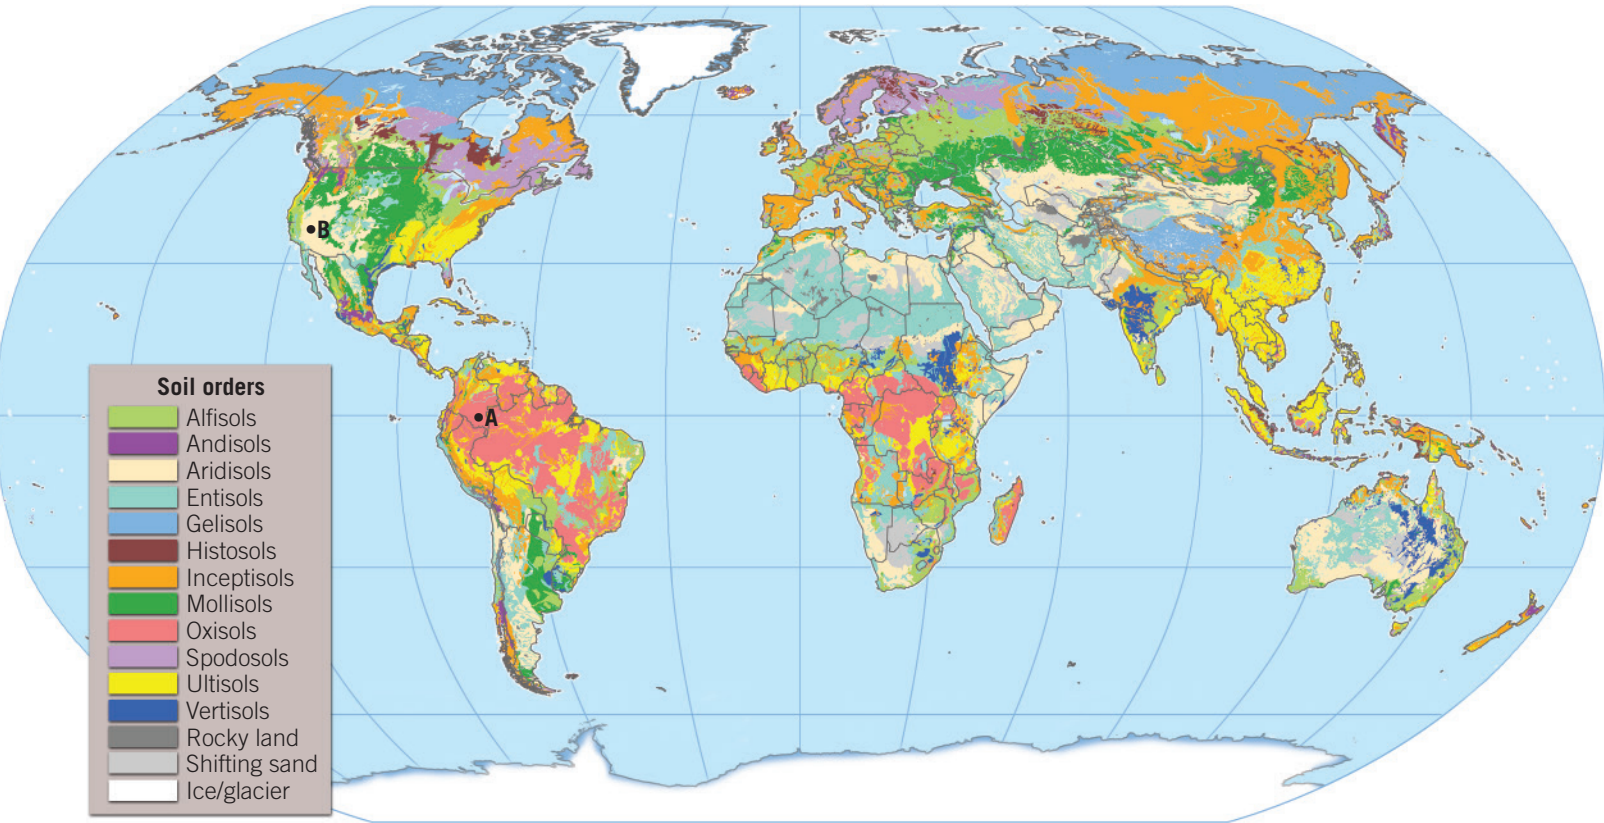 B
A
Soil orders
Alfisols
Andisols
Aridisols
Entisols
Gelisols
Histosols
Inceptisols
Mollisols
Oxisols
Spodosols
Ultisols
Vertisols
Rocky land
Shifting sand
Ice/glacier